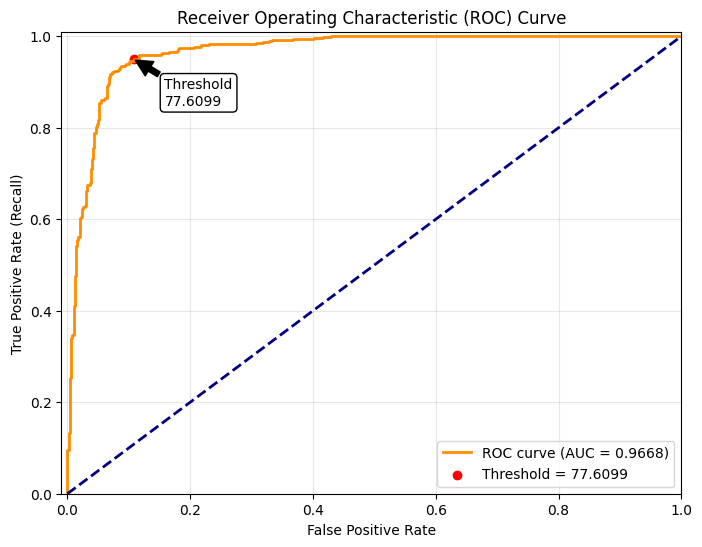 Receiver Operating Characteristic (ROC) Curve
1.0
0.8
0.6
0.4
0.2
0.0
True Positive Rate (Recall)
Threshold
77.6099
ROC curve (AUC = 0.9668)
Threshold = 77.6099
0.0 0.2 0.4 0.6 0.8 1.0
False Positive Rate